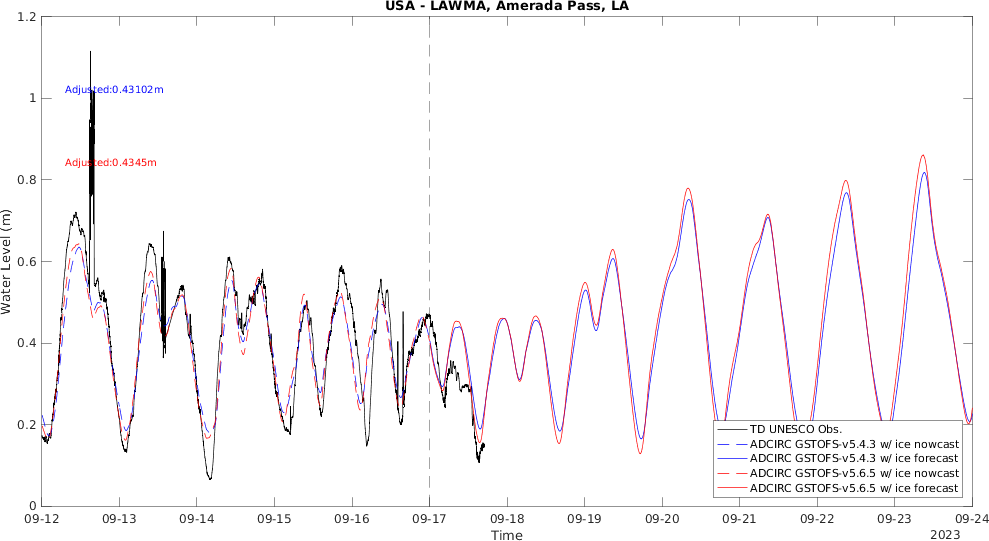 USA - LAWMA, Amerada Pass, LA
1.2
1
0.8
0.6
0.4
0.2
0
Water Level (m)
Adjusted:0.43102m
Adjusted:0.4345m
TD UNESCO Obs.
ADCIRC GSTOFS-v5.4.3 w/ ice nowcast
ADCIRC GSTOFS-v5.4.3 w/ ice forecast
ADCIRC GSTOFS-v5.6.5 w/ ice nowcast
ADCIRC GSTOFS-v5.6.5 w/ ice forecast
09-12 09-13 09-14 09-15 09-16 09-17 09-18 09-19 09-20 09-21 09-22 09-23 09-24
Time
2023